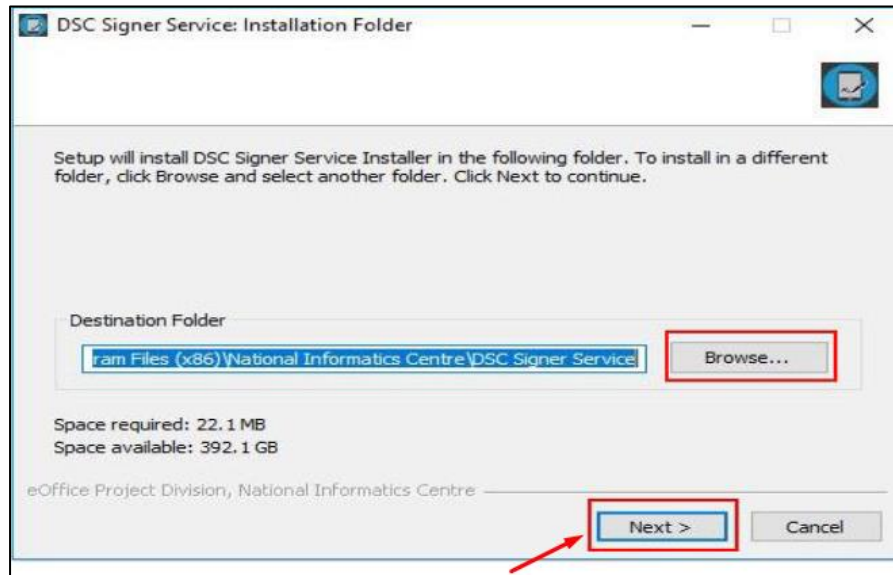 DSC Signer Service: Installation Folder
Setup will install DSC Signer Service Installer in the following folder. To install in a different
folder, click Browse and select another folder. Click Next to continue.
Destination Folder
ram Files (x86)\National Informatics Centre\DSC Signer Service
Browse...
Space required: 22.1 MB
Space available: 392.1 GB
eOffice Project Division, National Informatics Centre
Next >
Cancel